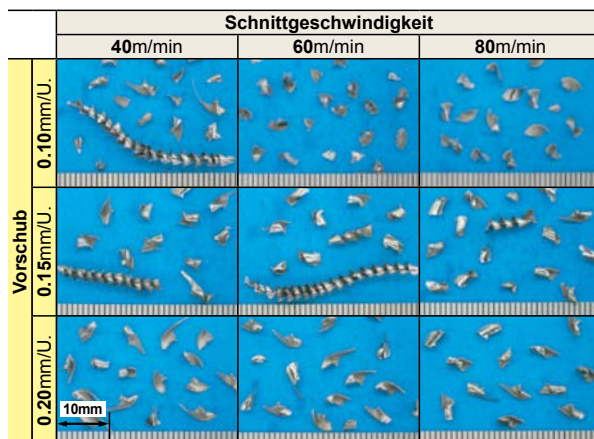 Schnittgeschwindigkeit
40m/min 60m/min 80m/min
Vorschub
0.10mm/U.
0.15mm/U.
0.20mm/U.
10mm